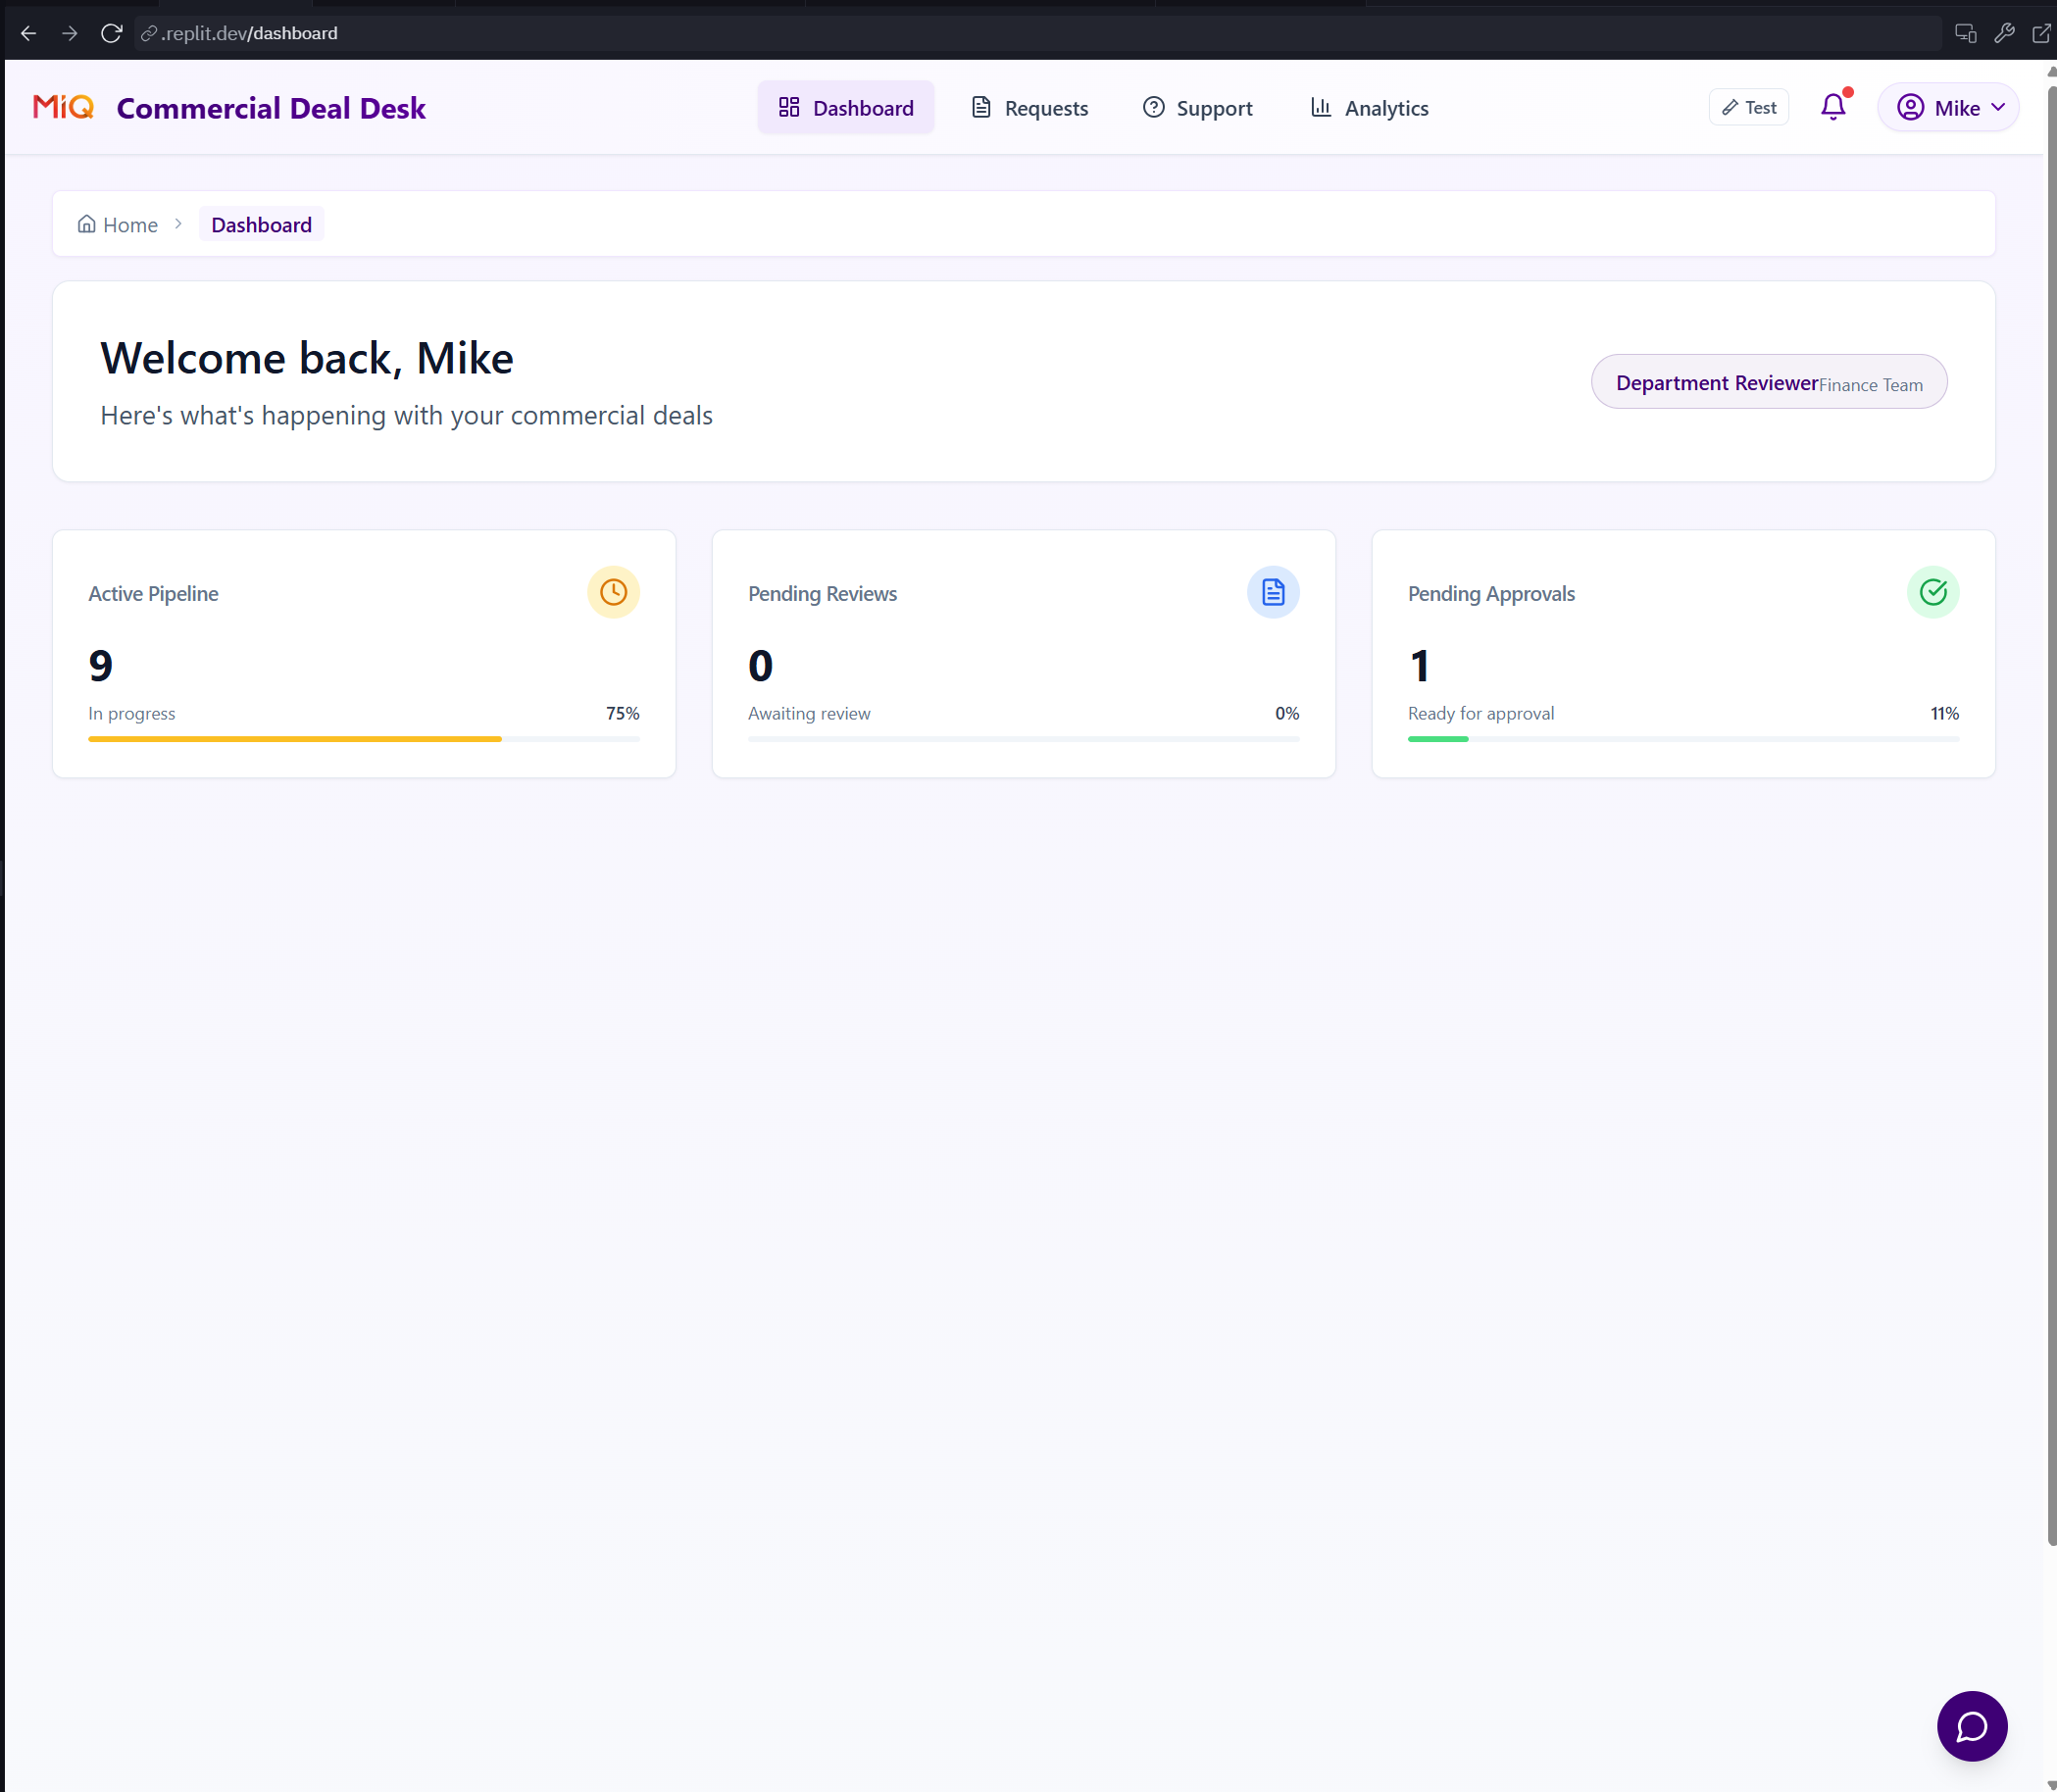 .replit.dev/dashboard
MiQ Commercial Deal Desk Dashboard Requests Support Analytics Test Mike
Home > Dashboard
Welcome back, Mike
Here's what's happening with your commercial deals
Department Reviewer Finance Team
Active Pipeline
9
In progress 75%
Pending Reviews
0
Awaiting review 0%
Pending Approvals
1
Ready for approval 11%